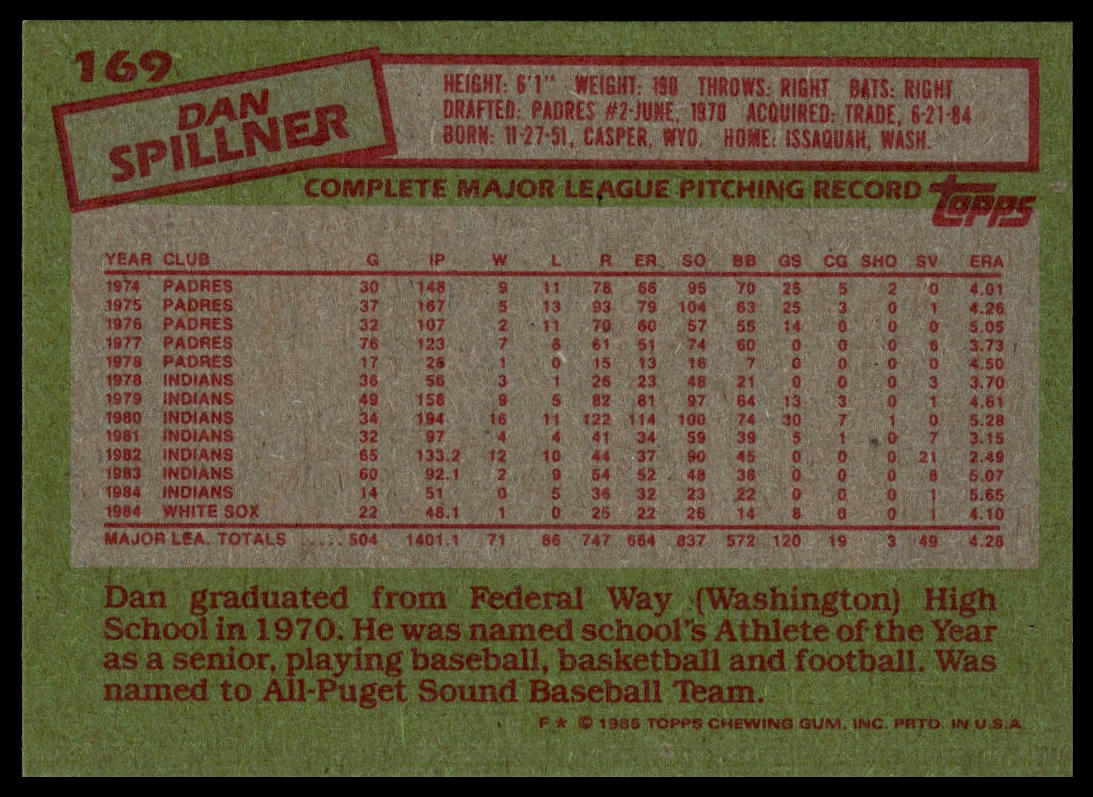 169
DAN
SPILLNER
HEIGHT: 6'1" WEIGHT: 190 THROWS: RIGHT BATS: RIGHT
DRAFTED: PADRES #2-JUNE, 1970 ACQUIRED: TRADE, 6-21-84
BORN: 11-27-51, CASPER, WYO. HOME: ISSAQUAH, WASH.
COMPLETE MAJOR LEAGUE PITCHING RECORD topps
YEAR CLUB G IP W L R ER SO BB GS CG SHO SV ERA
1974 PADRES 30 148 9 11 78 66 95 70 25 5 2 0 4.01
1975 PADRES 37 167 5 13 93 79 104 63 25 3 0 1 4.26
1976 PADRES 32 107 2 11 70 60 57 55 14 0 0 0 5.05
1977 PADRES 76 123 7 6 61 51 74 60 0 0 0 6 3.73
1978 PADRES 17 26 1 0 15 13 16 7 0 0 0 0 4.50
1978 INDIANS 36 56 3 1 26 23 48 21 0 0 0 3 3.70
1979 INDIANS 49 158 9 5 82 81 97 64 13 3 0 1 4.61
1980 INDIANS 34 194 16 11 122 114 100 74 30 7 1 0 5.28
1981 INDIANS 32 97 4 4 41 34 59 39 5 1 0 7 3.15
1982 INDIANS 65 133.2 12 10 44 37 90 45 0 0 0 21 2.49
1983 INDIANS 60 92.1 2 9 54 52 48 38 0 0 0 8 5.07
1984 INDIANS 14 51 0 5 36 32 23 22 0 0 0 1 5.65
1984 WHITE SOX 22 48.1 1 0 25 22 26 14 8 0 0 1 4.10
MAJOR LEA. TOTALS ..... 504 1401.1 71 86 747 664 837 572 120 19 3 49 4.26
Dan graduated from Federal Way (Washington) High
School in 1970. He was named school's Athlete of the Year
as a senior, playing baseball, basketball and football. Was
named to All-Puget Sound Baseball Team.
F★ © 1985 TOPPS CHEWING GUM, INC. PRTD. IN U.S.A.